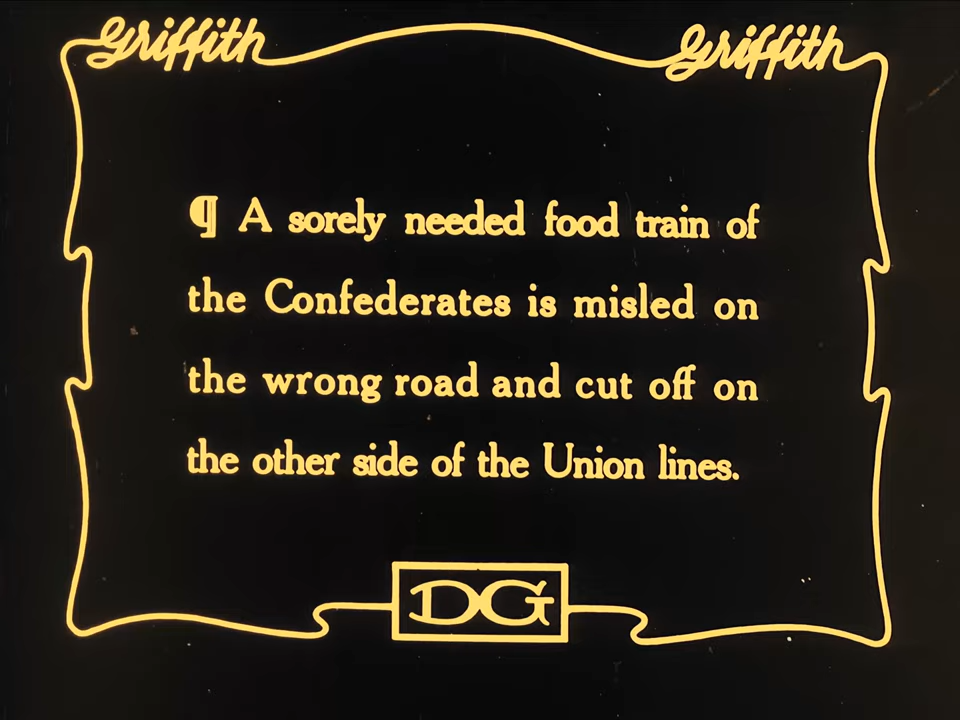 Griffith Griffith
¶ A sorely needed food train of
the Confederates is misled on
the wrong road and cut off on
the other side of the Union lines.
DG